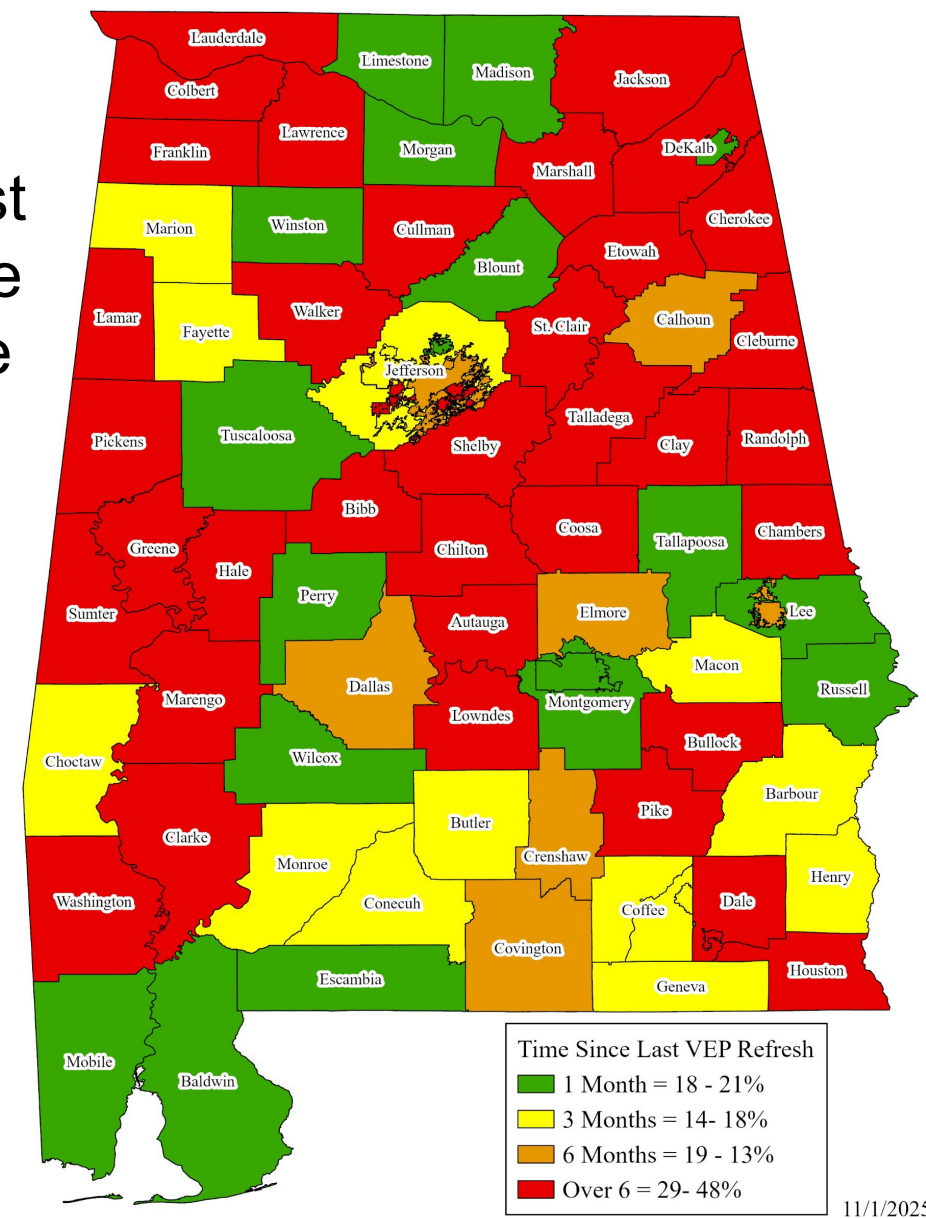 Lauderdale
Limestone
Madison
Jackson
Colbert
Lawrence
Franklin
Morgan
DeKalb
Marshall
st
Marion
Winston
Cullman
Cherokee
Etowah
e
Blount
Lamar
Walker
Fayette
St. Clair
Calhoun
Cleburne
e
Jefferson
Talladega
Pickens
Tuscaloosa
Shelby
Clay
Randolph
Bibb
Coosa
Chambers
Greene
Chilton
Tallapoosa
Hale
Perry
Sumter
Autauga
Elmore
Lee
Macon
Dallas
Russell
Marengo
Montgomery
Lowndes
Bullock
Choctaw
Wilcox
Barbour
Pike
Clarke
Butler
Crenshaw
Monroe
Henry
Washington
Conecuh
Coffee
Dale
Covington
Houston
Escambia
Geneva
Mobile
Baldwin
Time Since Last VEP Refresh
1 Month = 18 - 21%
3 Months = 14- 18%
6 Months = 19 - 13%
Over 6 = 29- 48%
11/1/2025